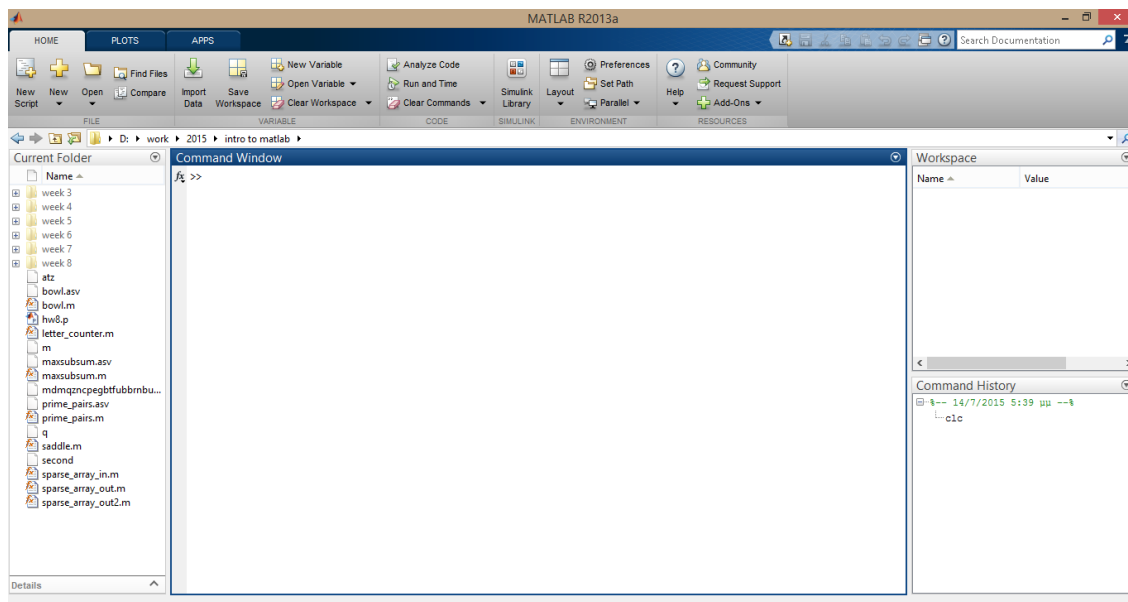 MATLAB R2013a
HOME PLOTS APPS Search Documentation
New Script New Open Find Files Compare Import Data Save Workspace New Variable Open Variable Clear Workspace Analyze Code Run and Time Clear Commands Simulink Library Layout Preferences Set Path Parallel Help Community Request Support Add-Ons
FILE VARIABLE CODE SIMULINK ENVIRONMENT RESOURCES
D: work 2015 intro to matlab
Current Folder
Name
week 3
week 4
week 5
week 6
week 7
week 8
atz
bowl.asv
bowl.m
hw8.p
letter_counter.m
m
maxsubsum.asv
maxsubsum.m
mdmqzncpegbtfubbrnbu...
prime_pairs.asv
prime_pairs.m
q
saddle.m
second
sparse_array_in.m
sparse_array_out.m
sparse_array_out2.m
Details
Command Window
fx >>
Workspace
Name Value
Command History
%-- 14/7/2015 5:39 μμ --%
clc